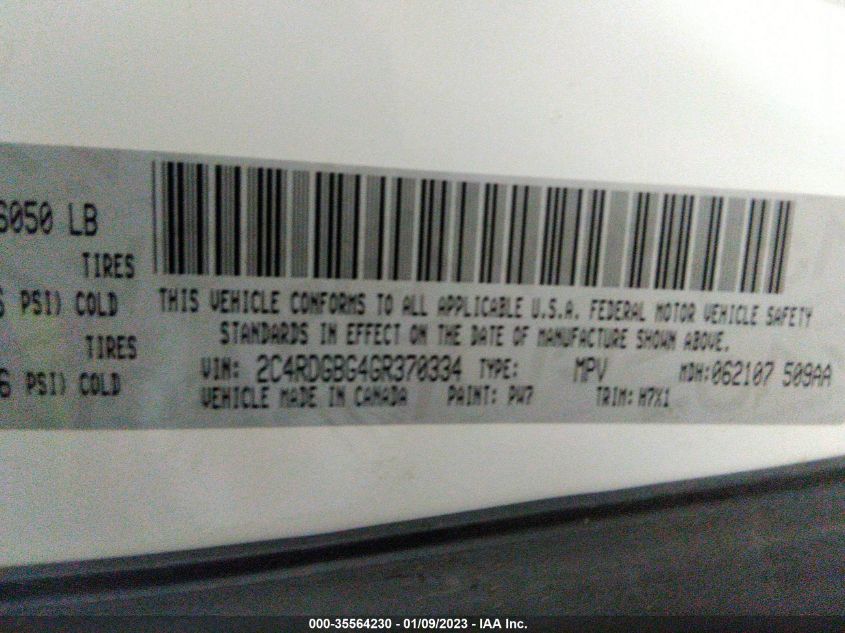 6050 LB
TIRES
PSI) COLD
TIRES
6 PSI) COLD
THIS VEHICLE CONFORMS TO ALL APPLICABLE U.S.A. FEDERAL MOTOR VEHICLE SAFETY
STANDARDS IN EFFECT ON THE DATE OF MANUFACTURE SHOWN ABOVE.
VIN: 2C4RDGBG4GR370334 TYPE: MPV MDH:062107 509AA
VEHICLE MADE IN CANADA PAINT: PW7 TRIM: H7X1
000-35564230 - 01/09/2023 - IAA Inc.